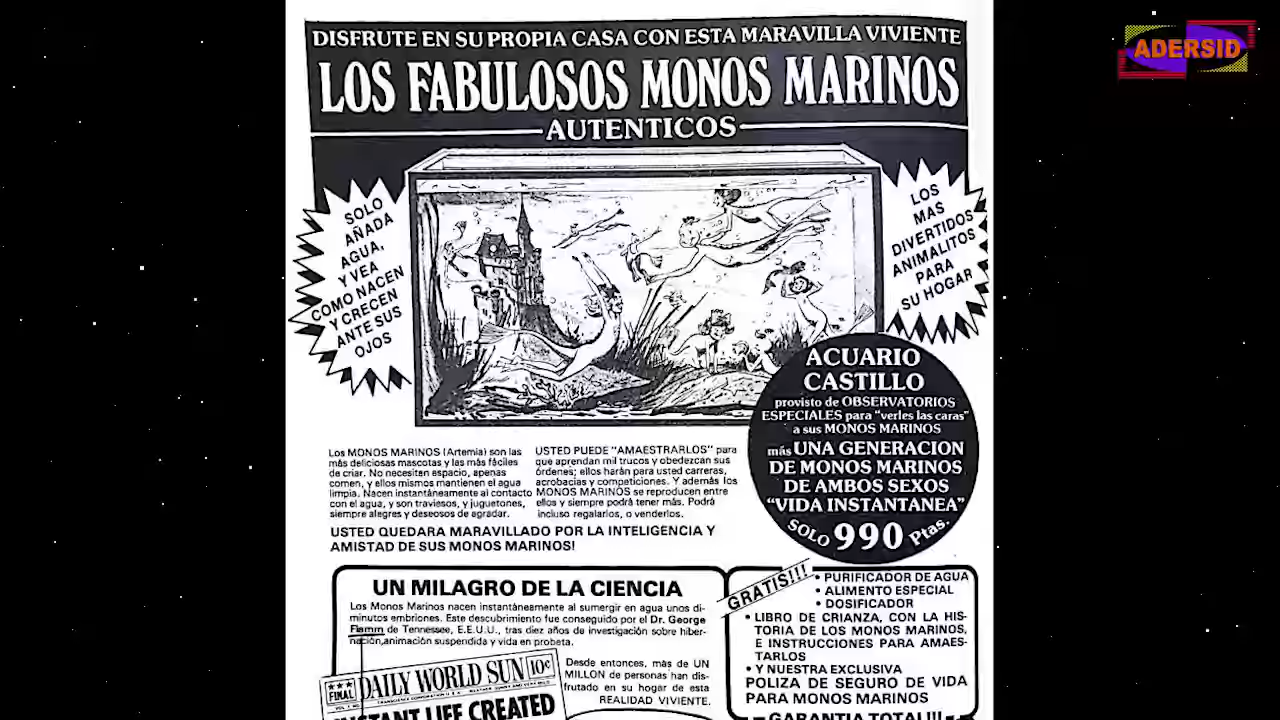 ADERSID
DISFRUTE EN SU PROPIA CASA CON ESTA MARAVILLA VIVIENTE
LOS FABULOSOS MONOS MARINOS
AUTENTICOS
SOLO
AÑADA
AGUA,
Y VEA
COMO NACEN
Y CRECEN
ANTE SUS
OJOS
LOS
MAS
DIVERTIDOS
ANIMALITOS
PARA
SU HOGAR
ACUARIO
CASTILLO
provisto de OBSERVATORIOS
ESPECIALES para "verles las caras"
a sus MONOS MARINOS
más UNA GENERACION
DE MONOS MARINOS
DE AMBOS SEXOS
"VIDA INSTANTANEA"
SOLO 990 Ptas.
Los MONOS MARINOS (Artemia) son las
más deliciosas mascotas y las más fáciles
de criar. No necesitan espacio, apenas
comen, y ellos mismos mantienen el agua
limpia. Nacen instantáneamente al contacto
con el agua, y son traviesos, y juguetones,
siempre alegres y deseosos de agradar.
USTED PUEDE "AMAESTRARLOS" para
que aprendan mil trucos y obedezcan sus
órdenes; ellos harán para usted carreras,
acrobacias y competiciones. Y además los
MONOS MARINOS se reproducen entre
ellos y siempre podrá tener más. Podrá
incluso regalarlos, o venderlos.
USTED QUEDARA MARAVILLADO POR LA INTELIGENCIA Y
AMISTAD DE SUS MONOS MARINOS!
UN MILAGRO DE LA CIENCIA
Los Monos Marinos nacen instantáneamente al sumergir en agua unos di-
minutos embriones. Este descubrimiento fue conseguido por el Dr. George
Flamm de Tennessee, E.E.U.U., tras diez años de investigación sobre hiber-
nación,animación suspendida y vida en probeta.
FINAL DAILY WORLD SUN 10¢
INSTANT LIFE CREATED
Desde entonces, más de UN
MILLON de personas han dis-
frutado en su hogar de esta
REALIDAD VIVIENTE.
GRATIS!!!
• PURIFICADOR DE AGUA
• ALIMENTO ESPECIAL
• DOSIFICADOR
• LIBRO DE CRIANZA, CON LA HIS-
TORIA DE LOS MONOS MARINOS,
E INSTRUCCIONES PARA AMAES-
TARLOS
• Y NUESTRA EXCLUSIVA
POLIZA DE SEGURO DE VIDA
PARA MONOS MARINOS
GARANTIA TOTAL!!!